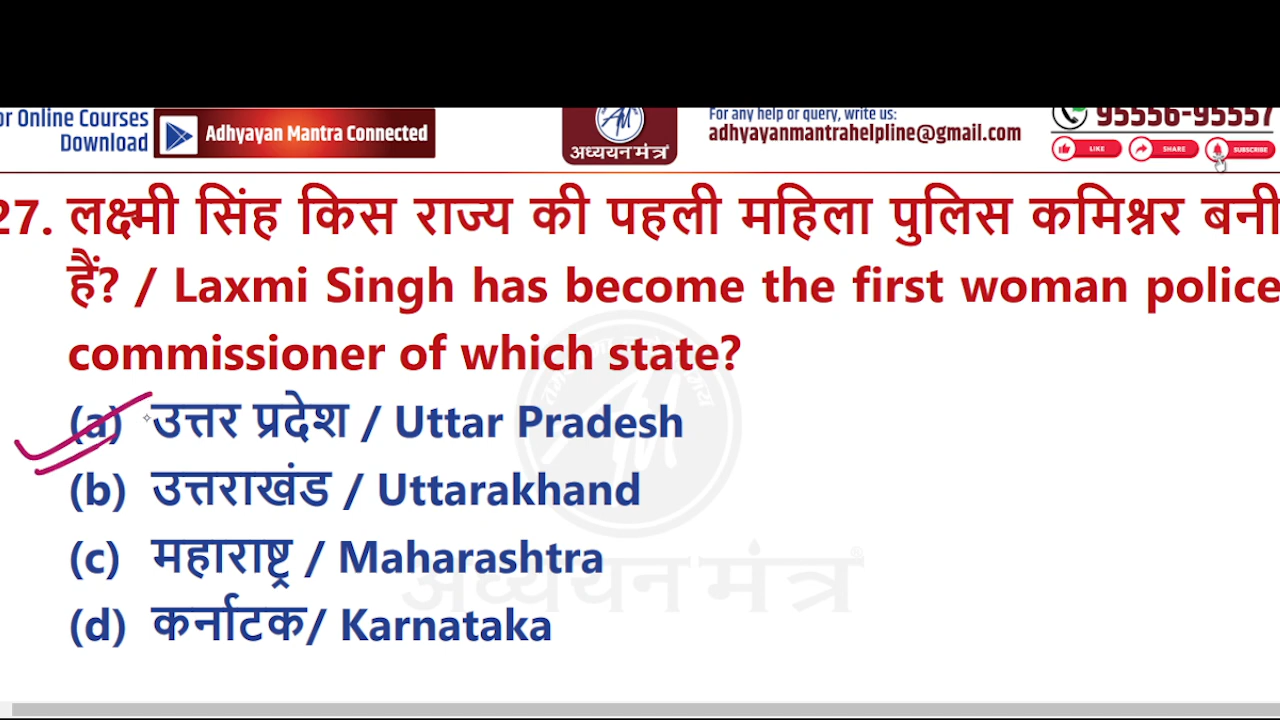 or Online Courses
Download
Adhyayan Mantra Connected
अध्ययन मंत्र
For any help or query, write us:
adhyayanmantrahelpline@gmail.com
95556-95557
LIKE
SHARE
SUBSCRIBE
27. लक्ष्मी सिंह किस राज्य की पहली महिला पुलिस कमिश्नर बनी
हैं? / Laxmi Singh has become the first woman police
commissioner of which state?
(a) उत्तर प्रदेश / Uttar Pradesh
(b) उत्तराखंड / Uttarakhand
(c) महाराष्ट्र / Maharashtra
(d) कर्नाटक/ Karnataka
अध्ययन मंत्र